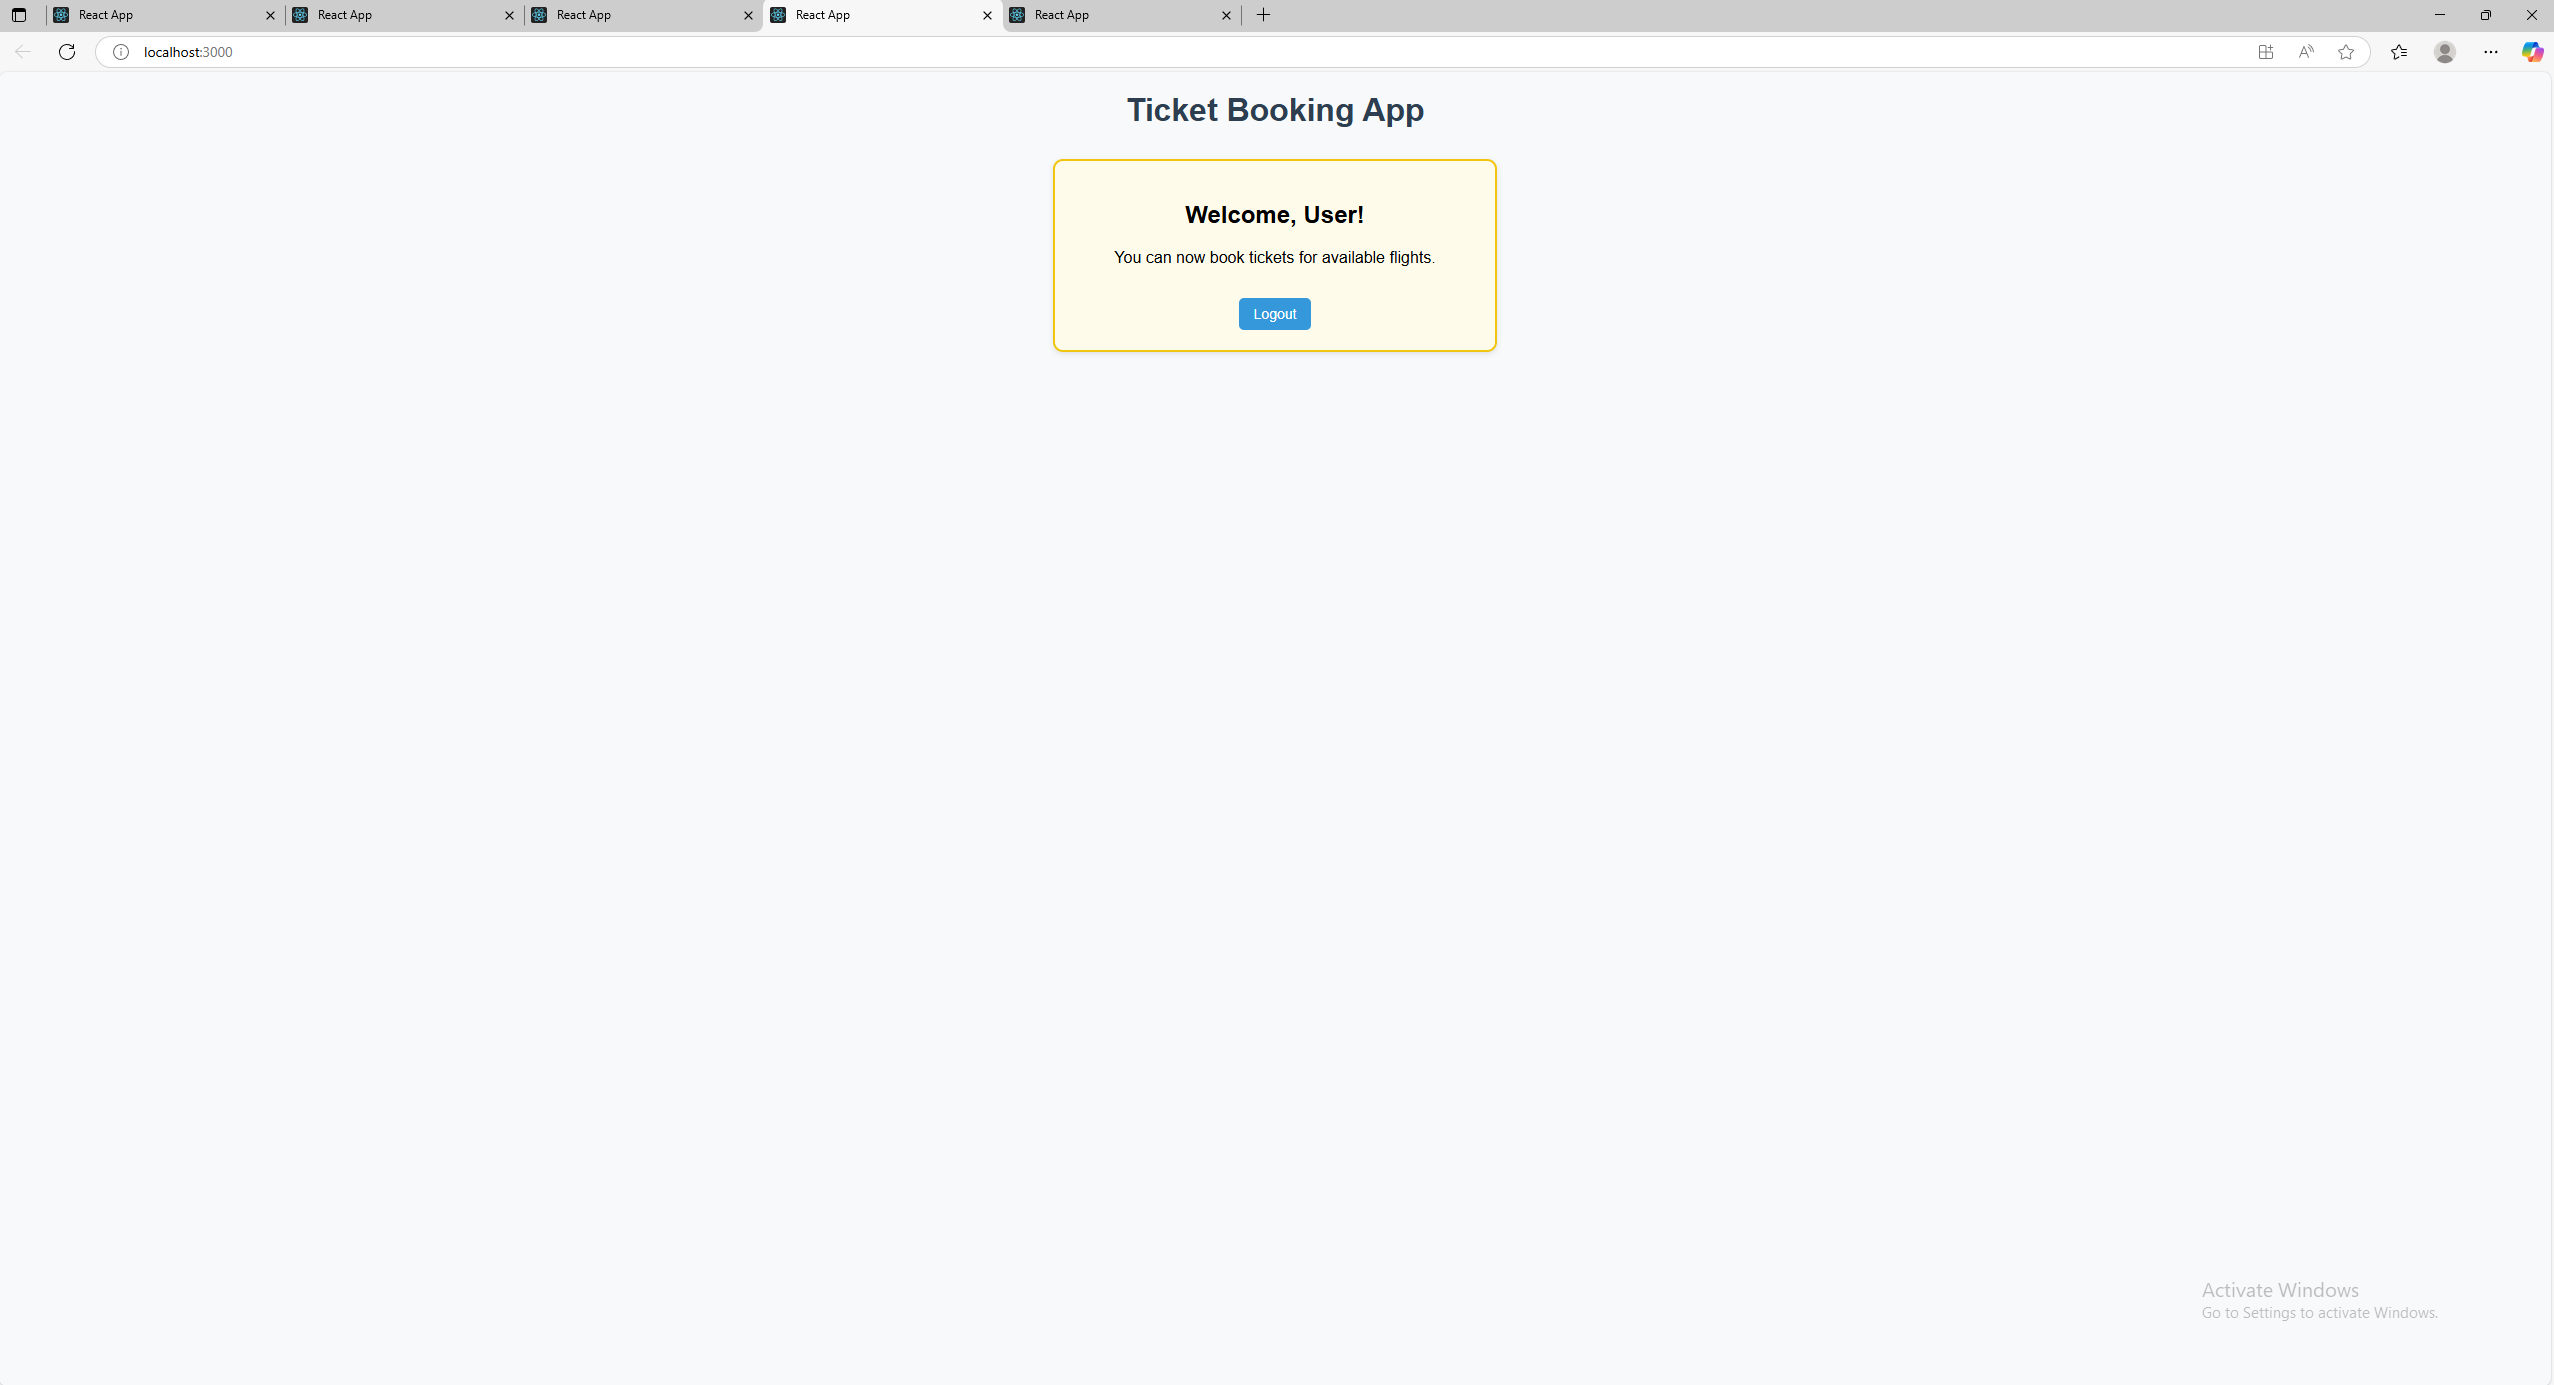 React App
React App
React App
React App
React App
localhost:3000
Ticket Booking App
Welcome, User!
You can now book tickets for available flights.
Logout
Activate Windows
Go to Settings to activate Windows.